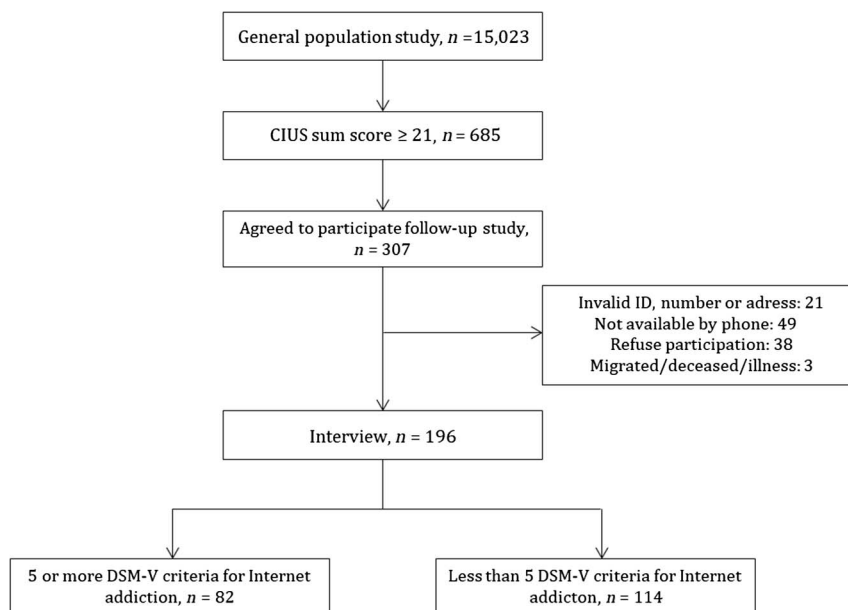 General population study, n =15,023
CIUS sum score ≥ 21, n = 685
Agreed to participate follow-up study,
n = 307
Invalid ID, number or adress: 21
Not available by phone: 49
Refuse participation: 38
Migrated/deceased/illness: 3
Interview, n = 196
5 or more DSM-V criteria for Internet
addiction, n = 82
Less than 5 DSM-V criteria for Internet
addicton, n = 114